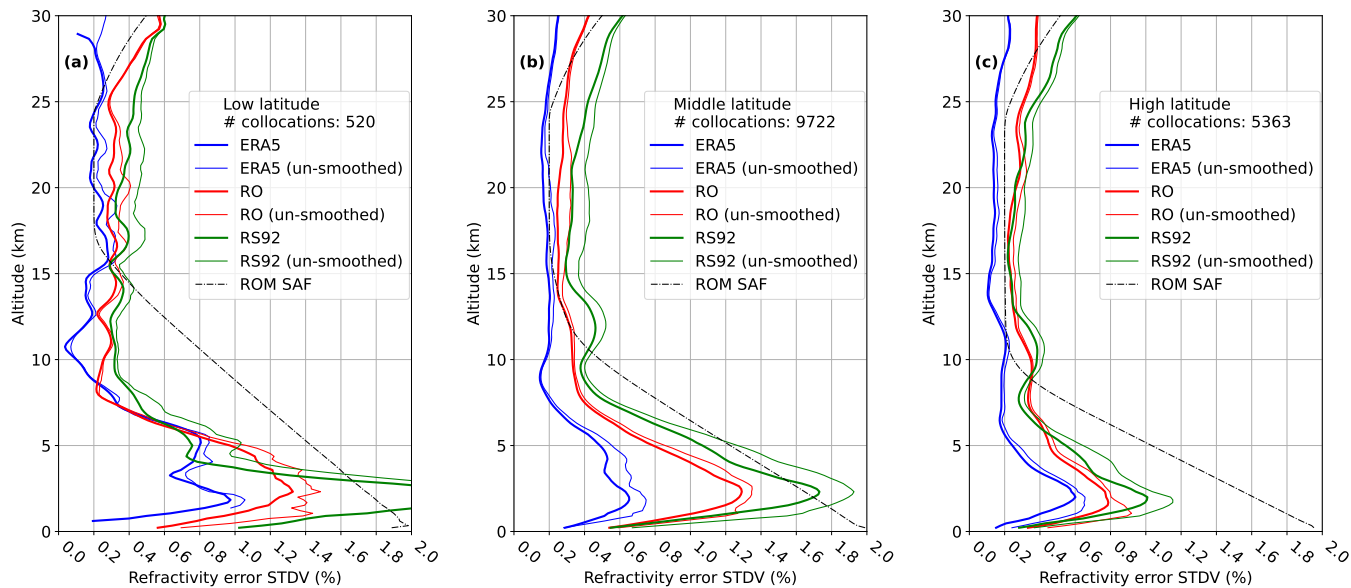 (a)
Low latitude
# collocations: 520
ERA5
ERA5 (un-smoothed)
RO
RO (un-smoothed)
RS92
RS92 (un-smoothed)
ROM SAF
30
25
20
15
10
5
0
Altitude (km)
0.0 0.2 0.4 0.6 0.8 1.0 1.2 1.4 1.6 1.8 2.0
Refractivity error STDV (%)
(b)
Middle latitude
# collocations: 9722
ERA5
ERA5 (un-smoothed)
RO
RO (un-smoothed)
RS92
RS92 (un-smoothed)
ROM SAF
30
25
20
15
10
5
0
Altitude (km)
0.0 0.2 0.4 0.6 0.8 1.0 1.2 1.4 1.6 1.8 2.0
Refractivity error STDV (%)
(c)
High latitude
# collocations: 5363
ERA5
ERA5 (un-smoothed)
RO
RO (un-smoothed)
RS92
RS92 (un-smoothed)
ROM SAF
30
25
20
15
10
5
0
Altitude (km)
0.0 0.2 0.4 0.6 0.8 1.0 1.2 1.4 1.6 1.8 2.0
Refractivity error STDV (%)